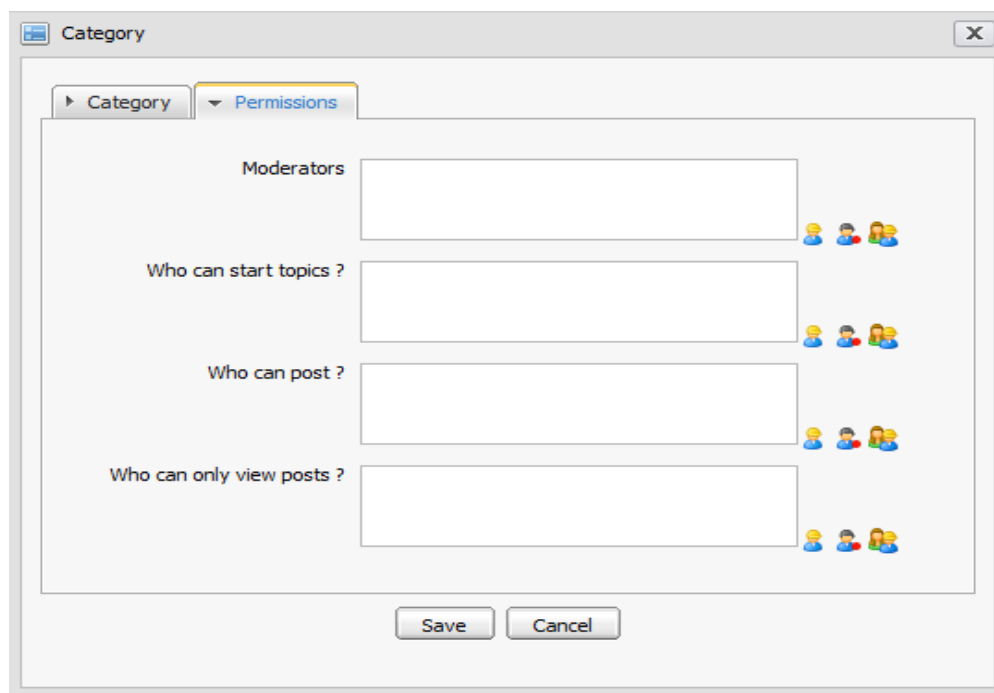 Category
Category Permissions
Moderators
Who can start topics ?
Who can post ?
Who can only view posts ?
Save Cancel